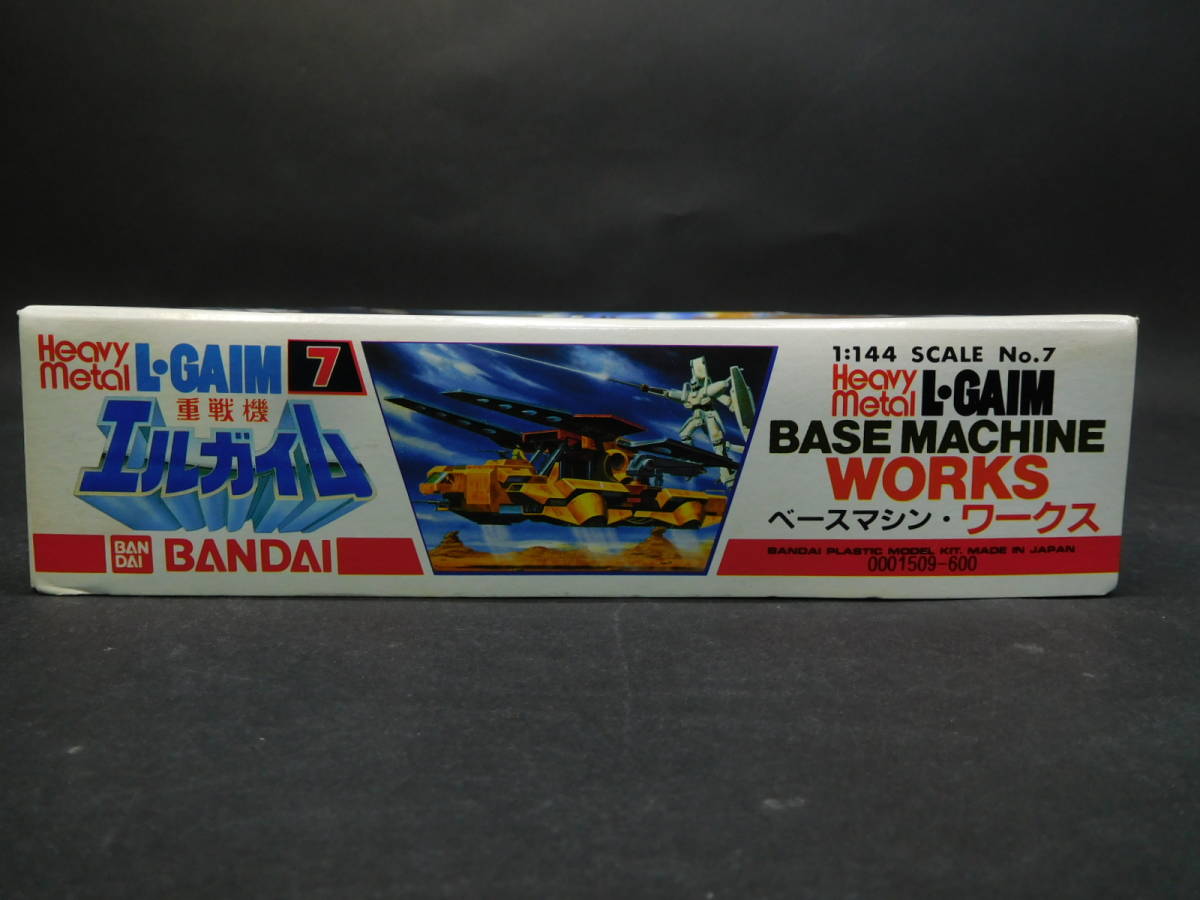 Heavy Metal L·GAIM 7
重戦機
エルガイム
BAN DAI BANDAI
1:144 SCALE No.7
Heavy Metal L·GAIM
BASE MACHINE
WORKS
ベースマシン・ワークス
BANDAI PLASTIC MODEL KIT. MADE IN JAPAN
0001509-600